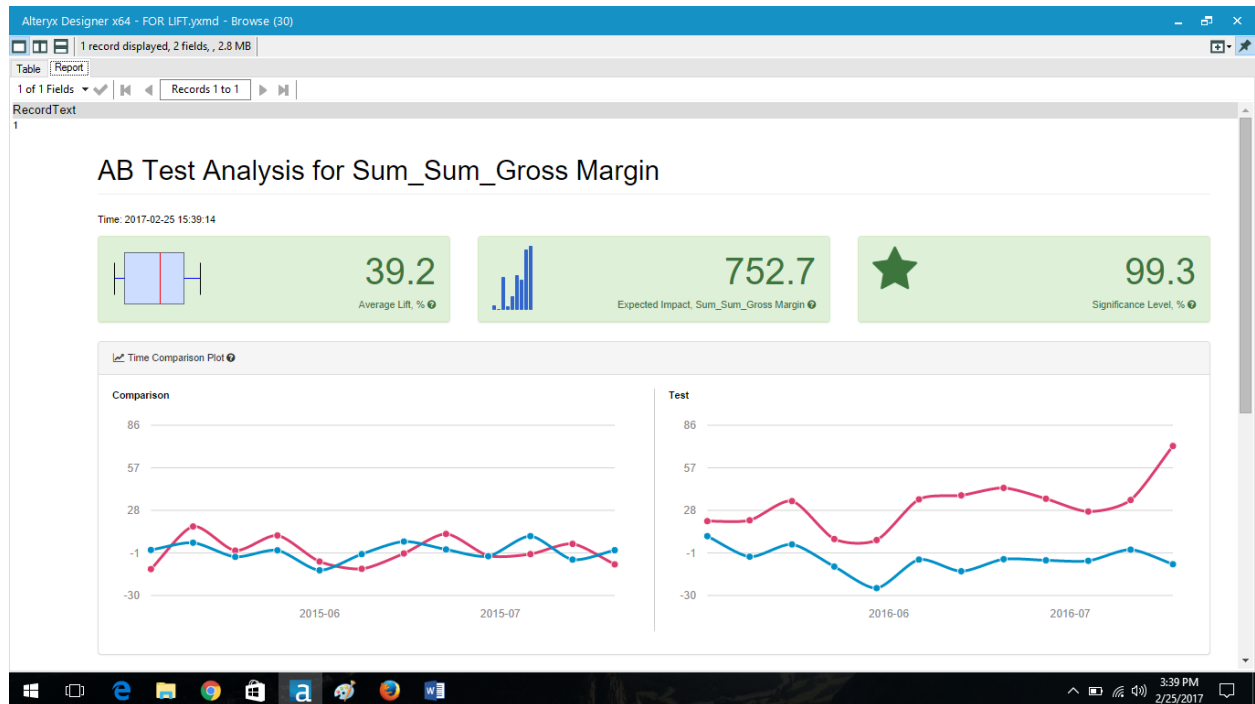 Alteryx Designer x64 - FOR LIFT.yxmd - Browse (30)
1 record displayed, 2 fields, , 2.8 MB
Table Report
1 of 1 Fields Records 1 to 1
RecordText
1
AB Test Analysis for Sum_Sum_Gross Margin
Time: 2017-02-25 15:39:14
39.2
Average Lift, %
752.7
Expected Impact, Sum_Sum_Gross Margin
99.3
Significance Level, %
Time Comparison Plot
Comparison
86
57
28
-1
-30
2015-06 2015-07
Test
86
57
28
-1
-30
2016-06 2016-07
3:39 PM
2/25/2017